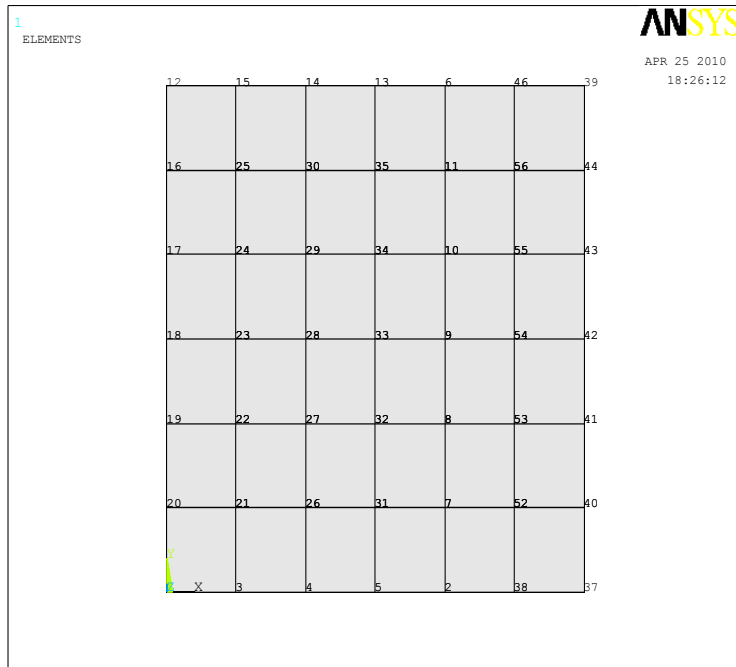 1
ELEMENTS
ANSYS
APR 25 2010
18:26:12
12 15 14 13 6 46 39
16 25 30 35 11 56 44
17 24 29 34 10 55 43
18 23 28 33 9 54 42
19 22 27 32 8 53 41
20 21 26 31 7 52 40
Y
Z X 3 4 5 2 38 37